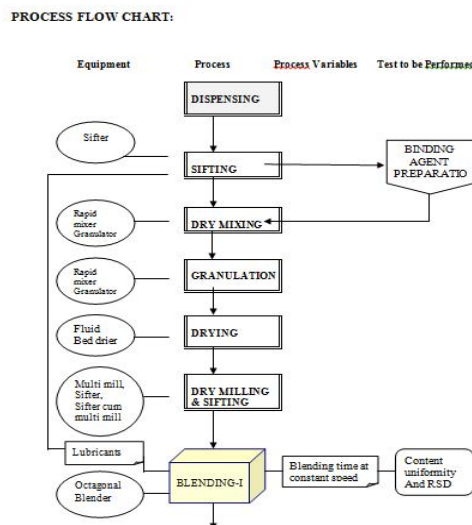 PROCESS FLOW CHART:
Equipment Process Process Variables Test to be Performed
DISPENSING
Sifter
SIFTING
BINDING
AGENT
PREPARATIO
Rapid
mixer
Granulator
DRY MIXING
Rapid
mixer
Granulator
GRANULATION
Fluid
Bed drier
DRYING
Multi mill,
Sifter,
Sifter cum
multi mill
DRY MILLING
& SIFTING
Lubricants
Octagonal
Blender
BLENDING-I
Blending time at
constant speed
Content
uniformity
And RSD